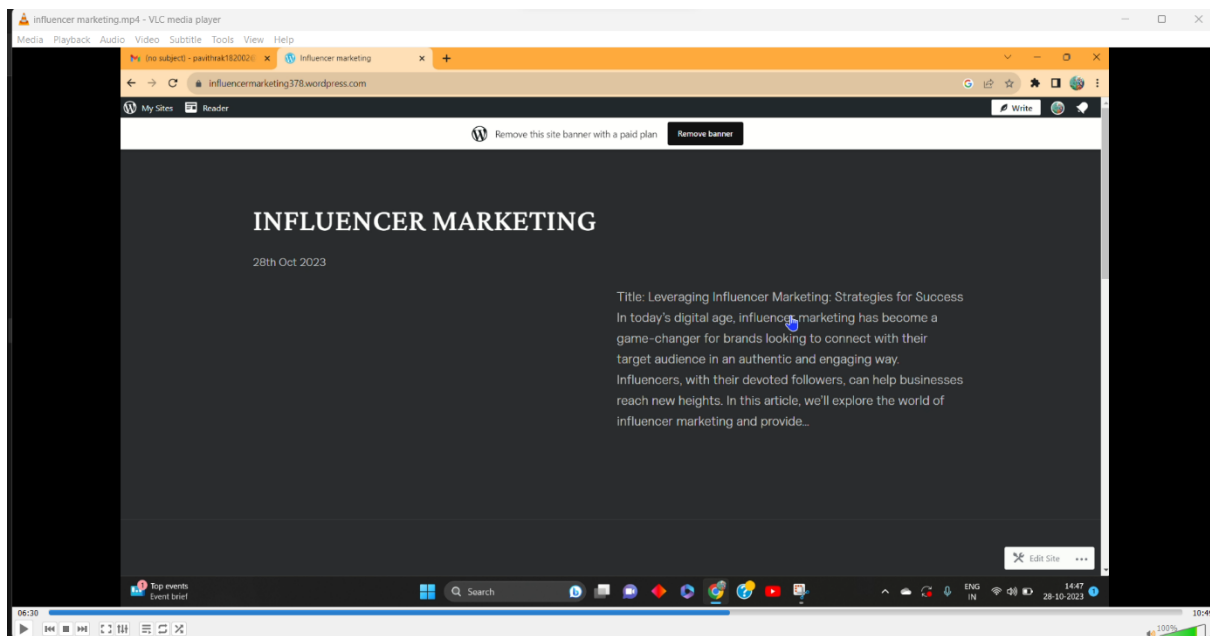 influencer marketing.mp4 - VLC media player
Media Playback Audio Video Subtitle Tools View Help
(no subject) - pavithrak182002@ Influencer marketing
influencermarketing378.wordpress.com
My Sites Reader Write
Remove this site banner with a paid plan Remove banner
INFLUENCER MARKETING
28th Oct 2023
Title: Leveraging Influencer Marketing: Strategies for Success
In today's digital age, influencer marketing has become a
game-changer for brands looking to connect with their
target audience in an authentic and engaging way.
Influencers, with their devoted followers, can help businesses
reach new heights. In this article, we'll explore the world of
influencer marketing and provide...
Edit Site
Top events
Event brief
Search
ENG
IN
14:47
28-10-2023
06:30
10:49
100%